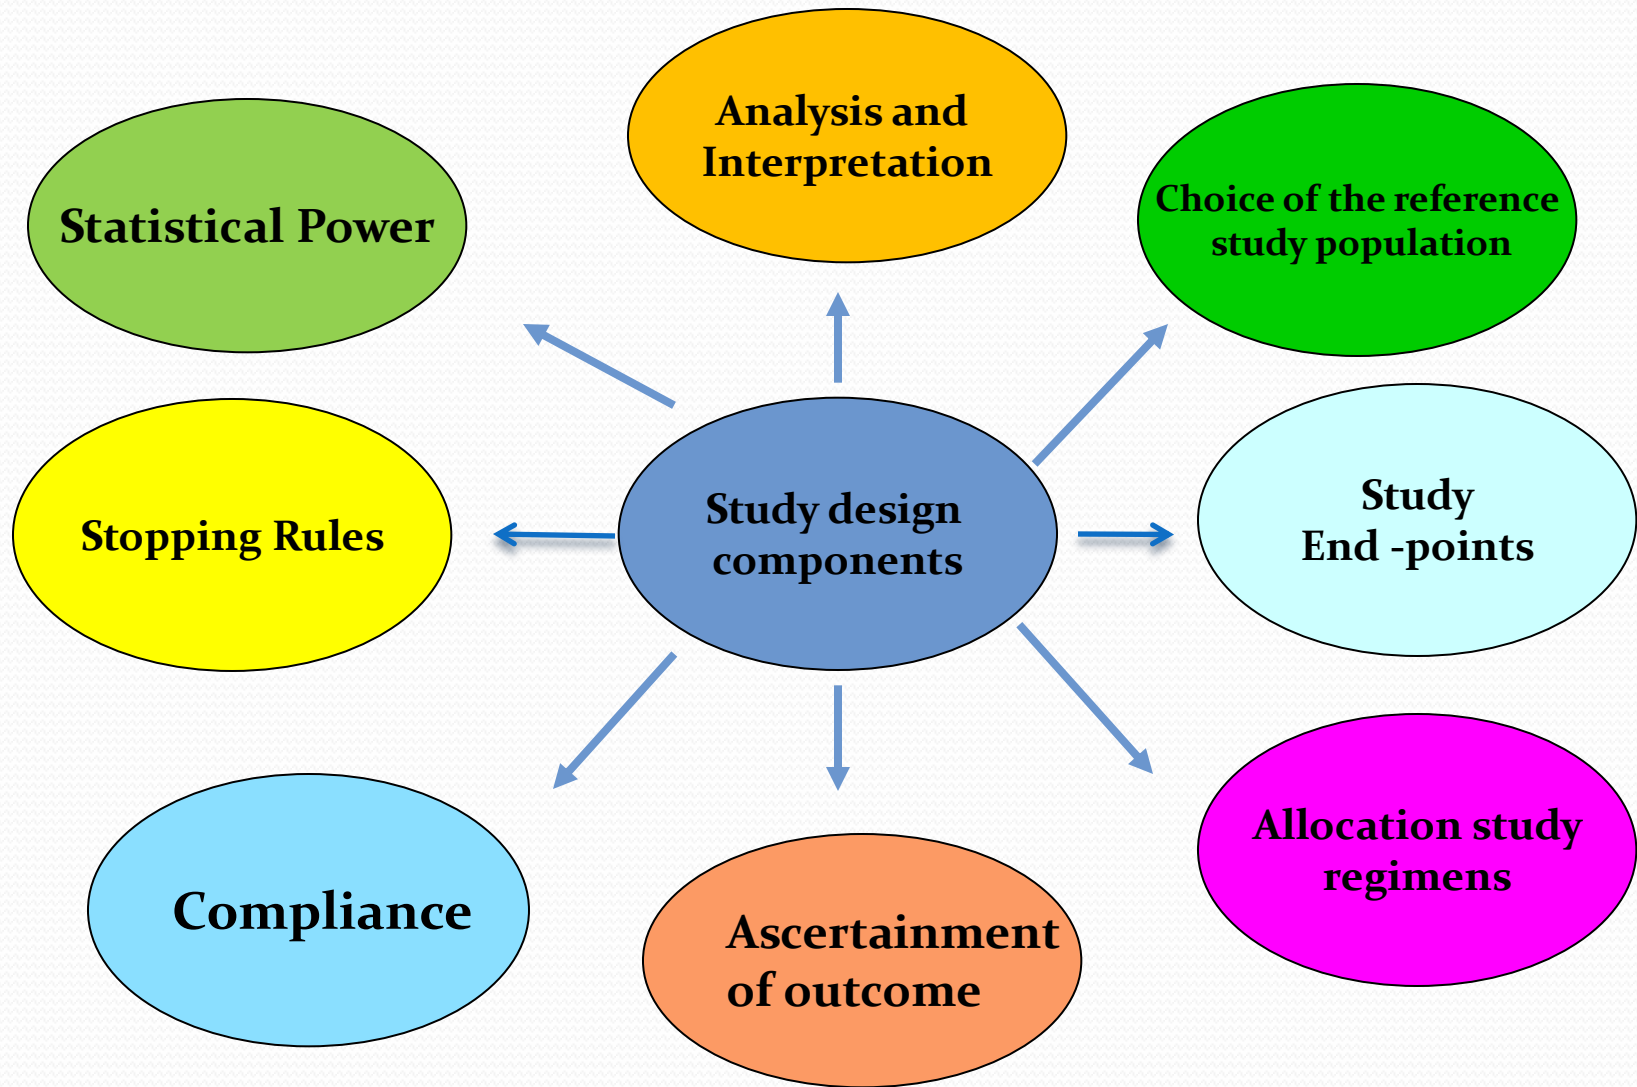 Analysis and
Interpretation
Statistical Power
Choice of the reference
study population
Study design
components
Stopping Rules
Study
End -points
Allocation study
regimens
Compliance
Ascertainment
of outcome